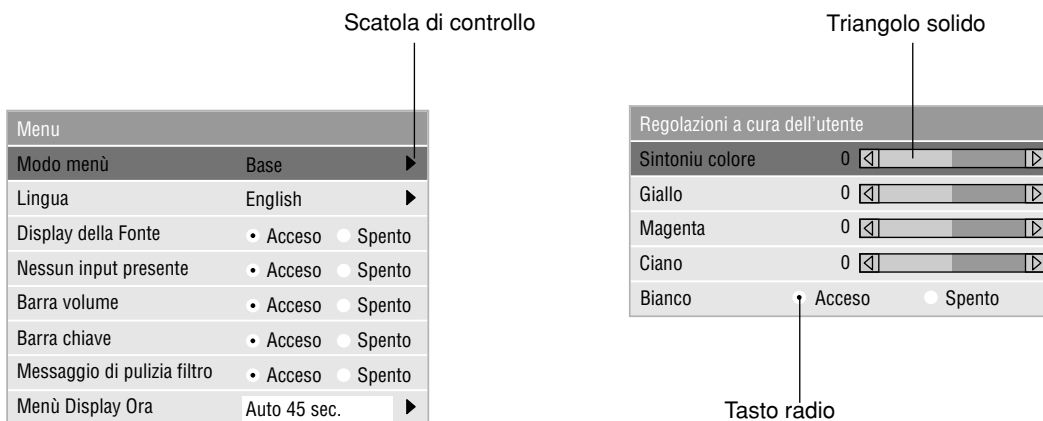 Scatola di controllo
Triangolo solido
Menu
Modo menù Base
Lingua English
Display della Fonte Acceso Spento
Nessun input presente Acceso Spento
Barra volume Acceso Spento
Barra chiave Acceso Spento
Messaggio di pulizia filtro Acceso Spento
Menù Display Ora Auto 45 sec.
Regolazioni a cura dell’utente
Sintoniu colore 0
Giallo 0
Magenta 0
Ciano 0
Bianco Acceso Spento
Tasto radio